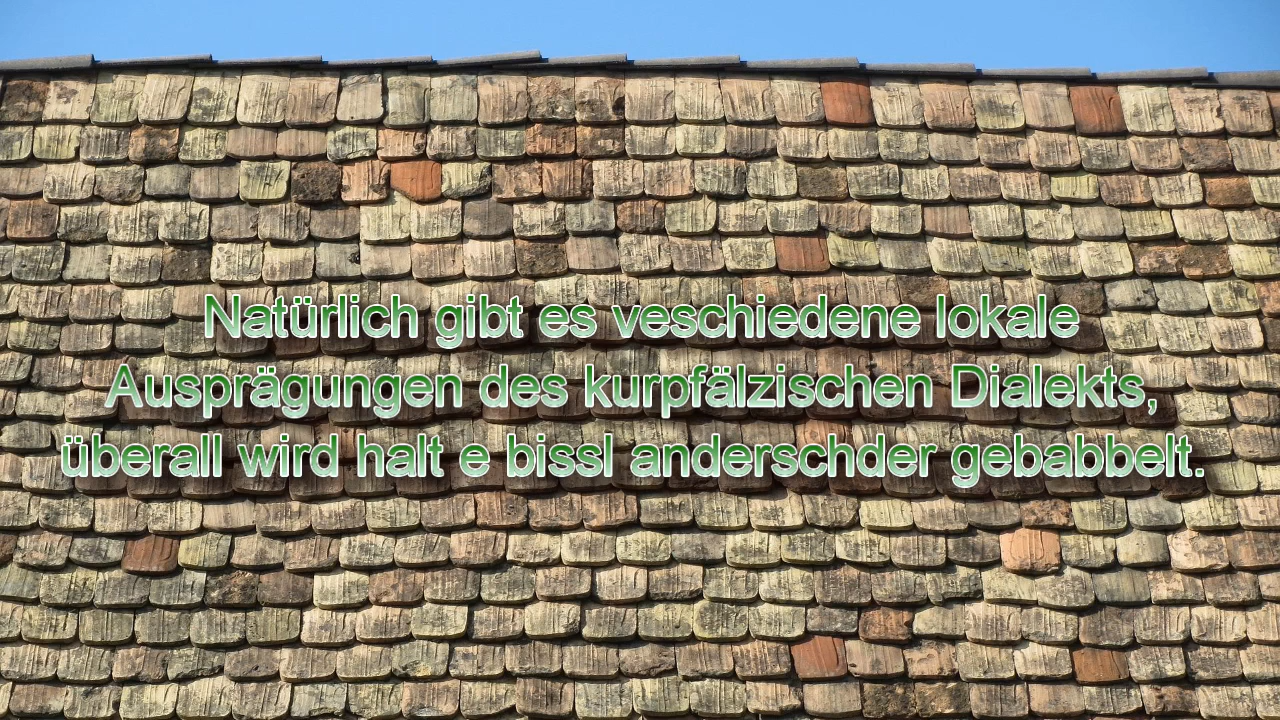 Natürlich gibt es veschiedene lokale
Ausprägungen des kurpfälzischen Dialekts,
überall wird halt e bissl anderschder gebabbelt.